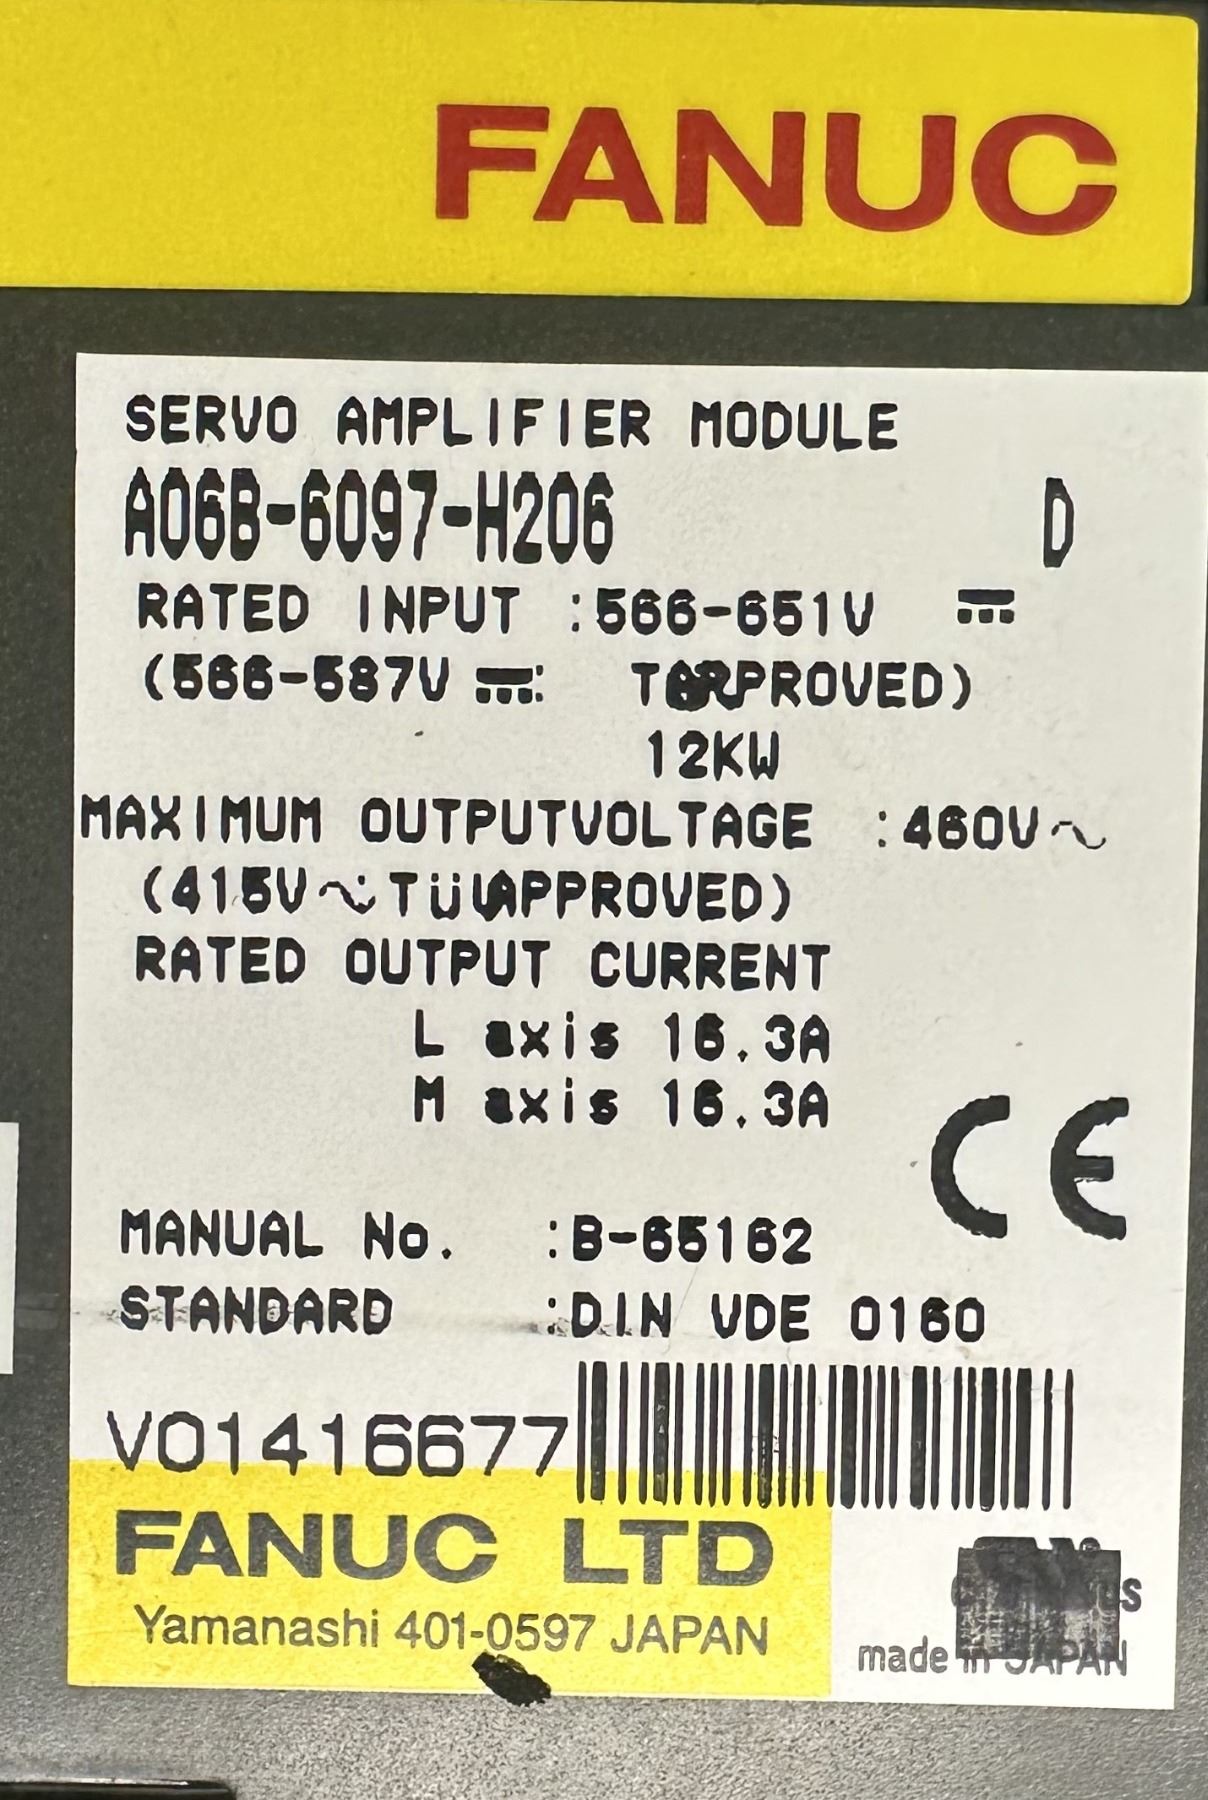 FANUC
SERVO AMPLIFIER MODULE
A06B-6097-H206 D
RATED INPUT :566-651V ⎓
(566-587V ⎓: PROVED)
12KW
MAXIMUM OUTPUTVOLTAGE :460V~
(415V~: TÜVAPPROVED)
RATED OUTPUT CURRENT
L axis 16.3A
M axis 16.3A
CE
MANUAL No. :B-65162
STANDARD :DIN VDE 0160
V01416677
FANUC LTD
Yamanashi 401-0597 JAPAN
made in JAPAN